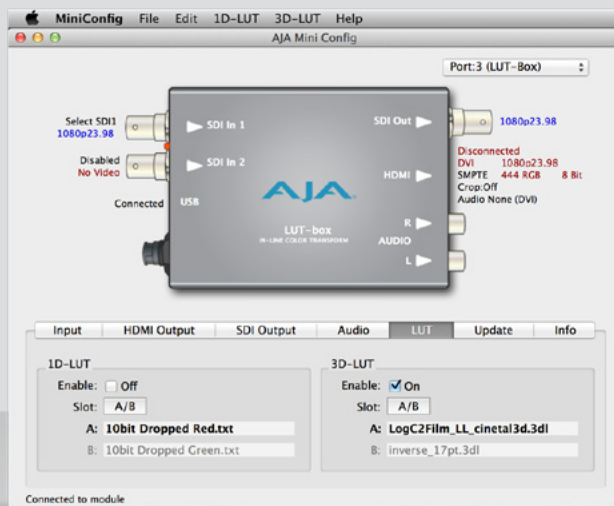 MiniConfig File Edit 1D-LUT 3D-LUT Help
AJA Mini Config
Port:3 (LUT-Box)
Select SDI1
1080p23.98
Disabled
No Video
Connected
SDI In 1
SDI In 2
USB
AJA
LUT-box
IN-LINE COLOR TRANSFORM
SDI Out
HDMI
R
AUDIO
L
1080p23.98
Disconnected
DVI 1080p23.98
SMPTE 444 RGB 8 Bit
Crop:Off
Audio None (DVI)
Input HDMI Output SDI Output Audio LUT Update Info
1D-LUT
Enable: Off
Slot: A/B
A: 10bit Dropped Red.txt
B: 10bit Dropped Green.txt
3D-LUT
Enable: On
Slot: A/B
A: LogC2Film_LL_cinetal3d.3dl
B: inverse_17pt.3dl
Connected to module